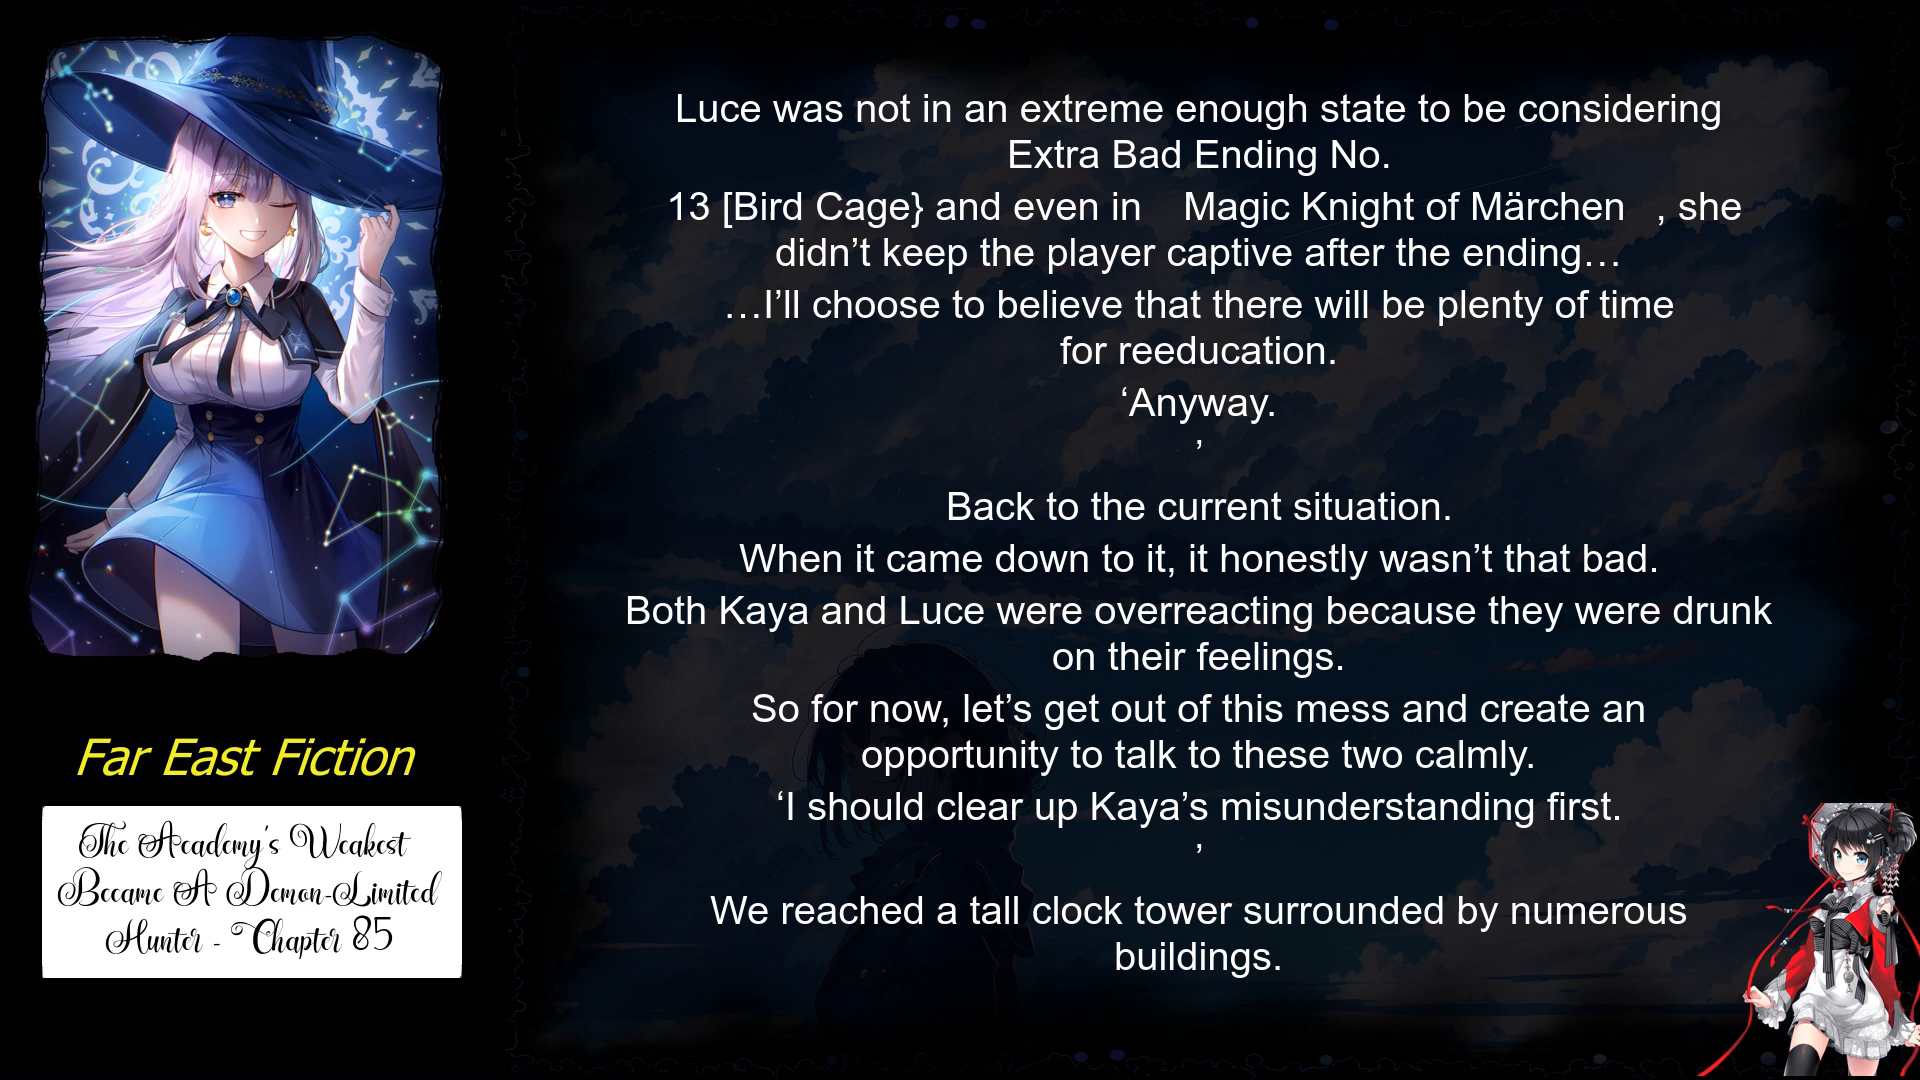 Luce was not in an extreme enough state to be considering
Extra Bad Ending No.
13 [Bird Cage} and even in Magic Knight of Märchen , she
didn’t keep the player captive after the ending…
…I’ll choose to believe that there will be plenty of time
for reeducation.
‘Anyway.
’
Back to the current situation.
When it came down to it, it honestly wasn’t that bad.
Both Kaya and Luce were overreacting because they were drunk
on their feelings.
So for now, let’s get out of this mess and create an
opportunity to talk to these two calmly.
‘I should clear up Kaya’s misunderstanding first.
’
We reached a tall clock tower surrounded by numerous
buildings.
Far East Fiction
The Academy's Weakest
Became A Demon-Limited
Hunter - Chapter 85